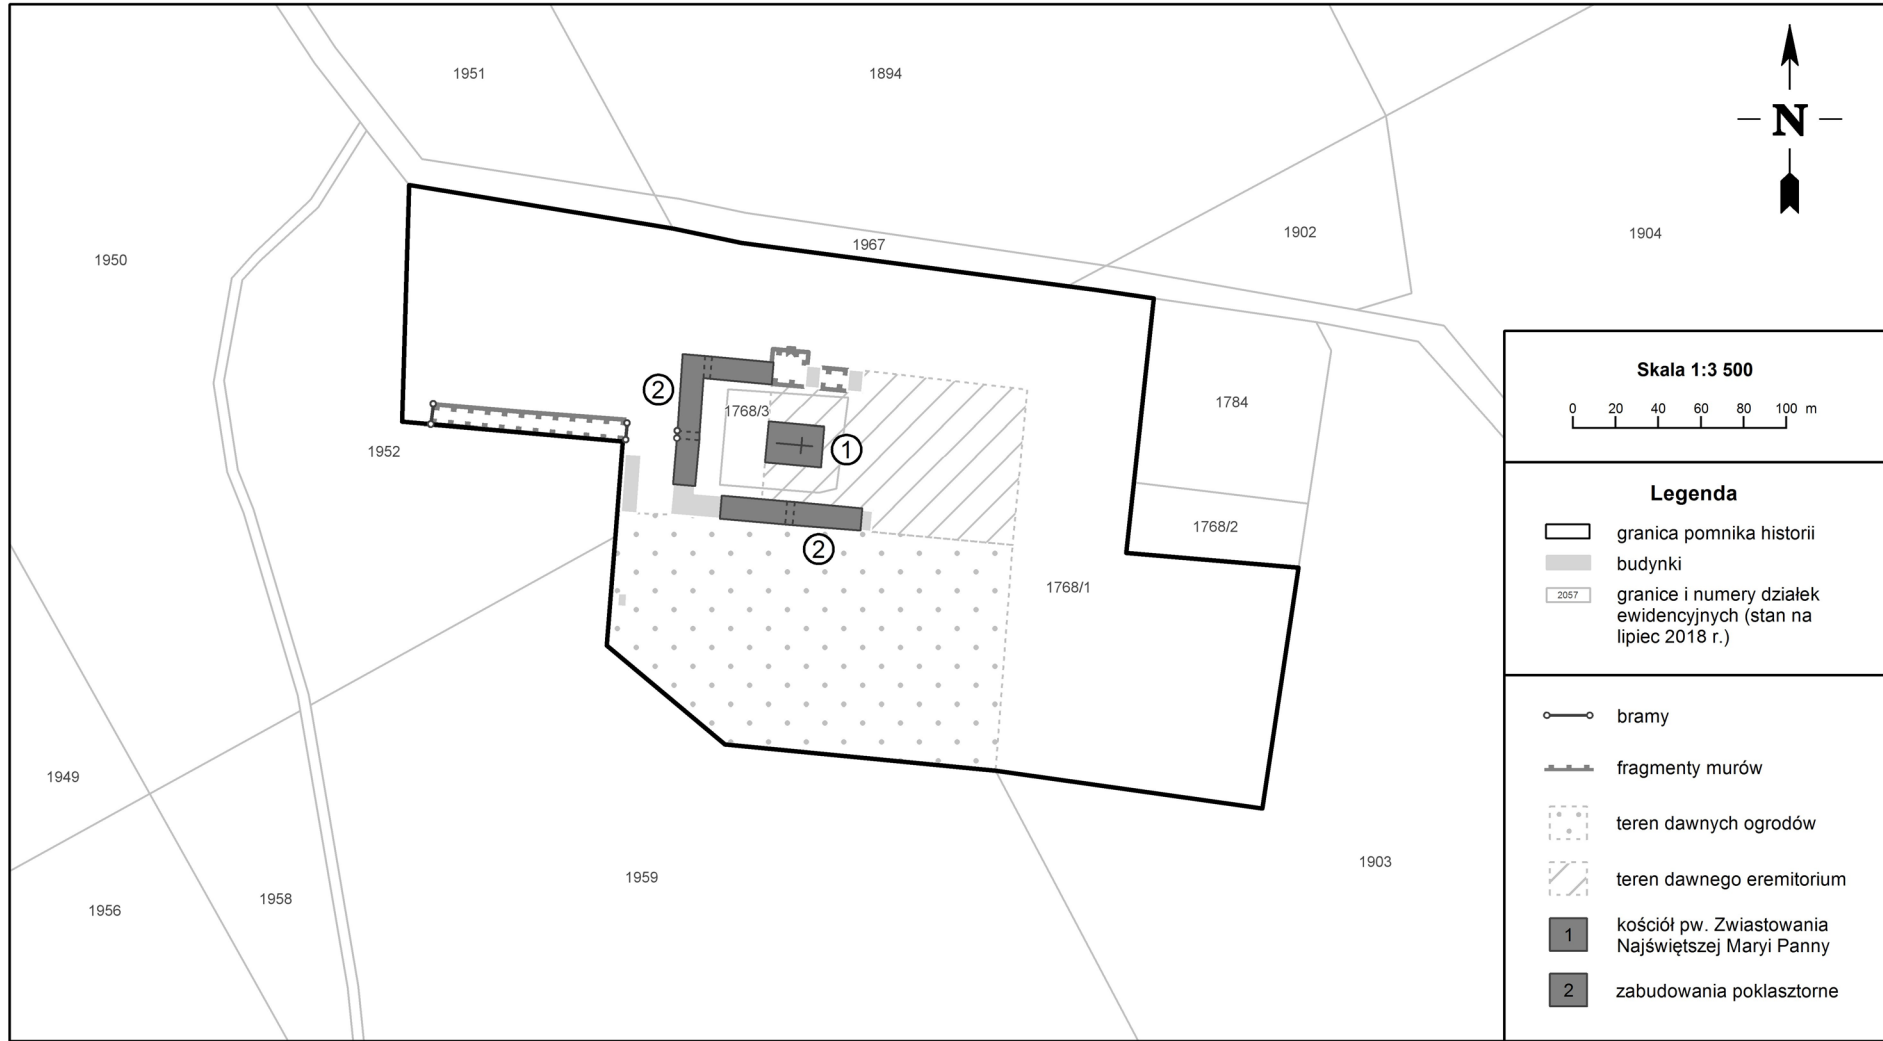 1951
1894
N
1902
1904
1967
1950
Skala 1:3 500
0 20 40 60 80 100 m
2
1768/3
1784
1
1952
Legenda
1768/2
granica pomnika historii
2
budynki
1768/1
2057 granice i numery działek
ewidencyjnych (stan na
lipiec 2018 r.)
bramy
fragmenty murów
1949
teren dawnych ogrodów
1903
1959
teren dawnego eremitorium
1958
1956
1 kościół pw. Zwiastowania
Najświętszej Maryi Panny
2 zabudowania poklasztorne